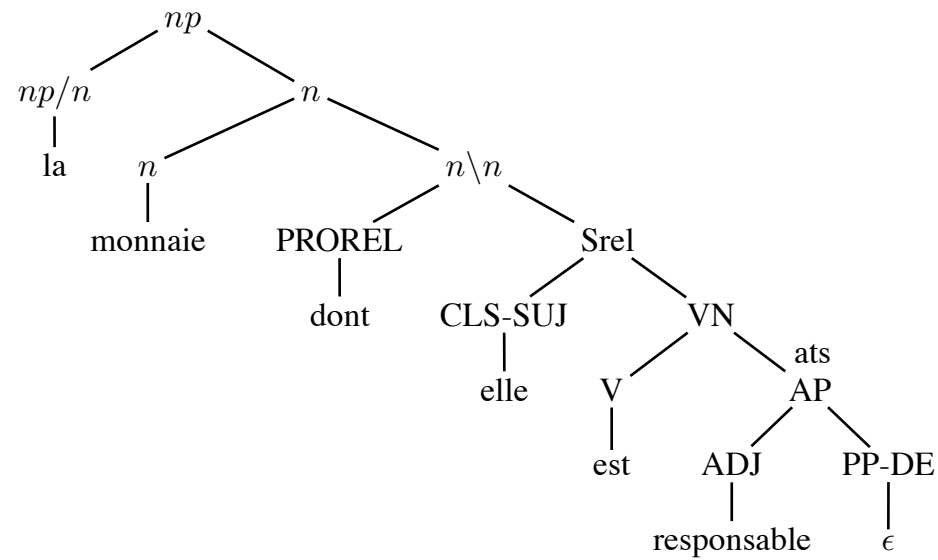 np
np/n n
la n n\n
monnaie PROREL Srel
dont CLS-SUJ VN
ats
elle V AP
est ADJ PP-DE
responsable ϵ